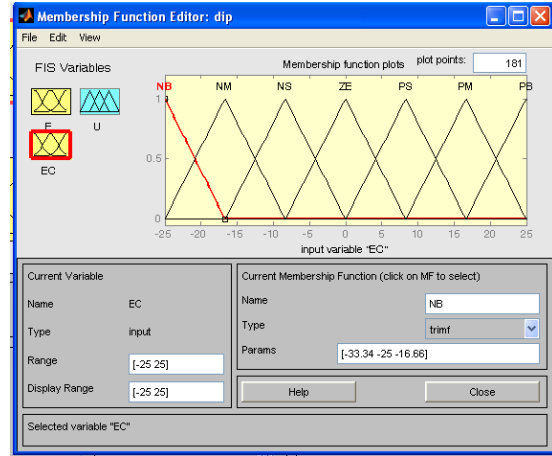 Membership Function Editor: dip
File Edit View
FIS Variables
Membership function plots plot points: 181
NB NM NS ZE PS PM PB
E U
EC
1
0.5
0
-25 -20 -15 -10 -5 0 5 10 15 20 25
input variable "EC"
Current Variable
Name EC
Type input
Range [-25 25]
Display Range [-25 25]
Current Membership Function (click on MF to select)
Name NB
Type trimf
Params [-33.34 -25 -16.66]
Help Close
Selected variable "EC"